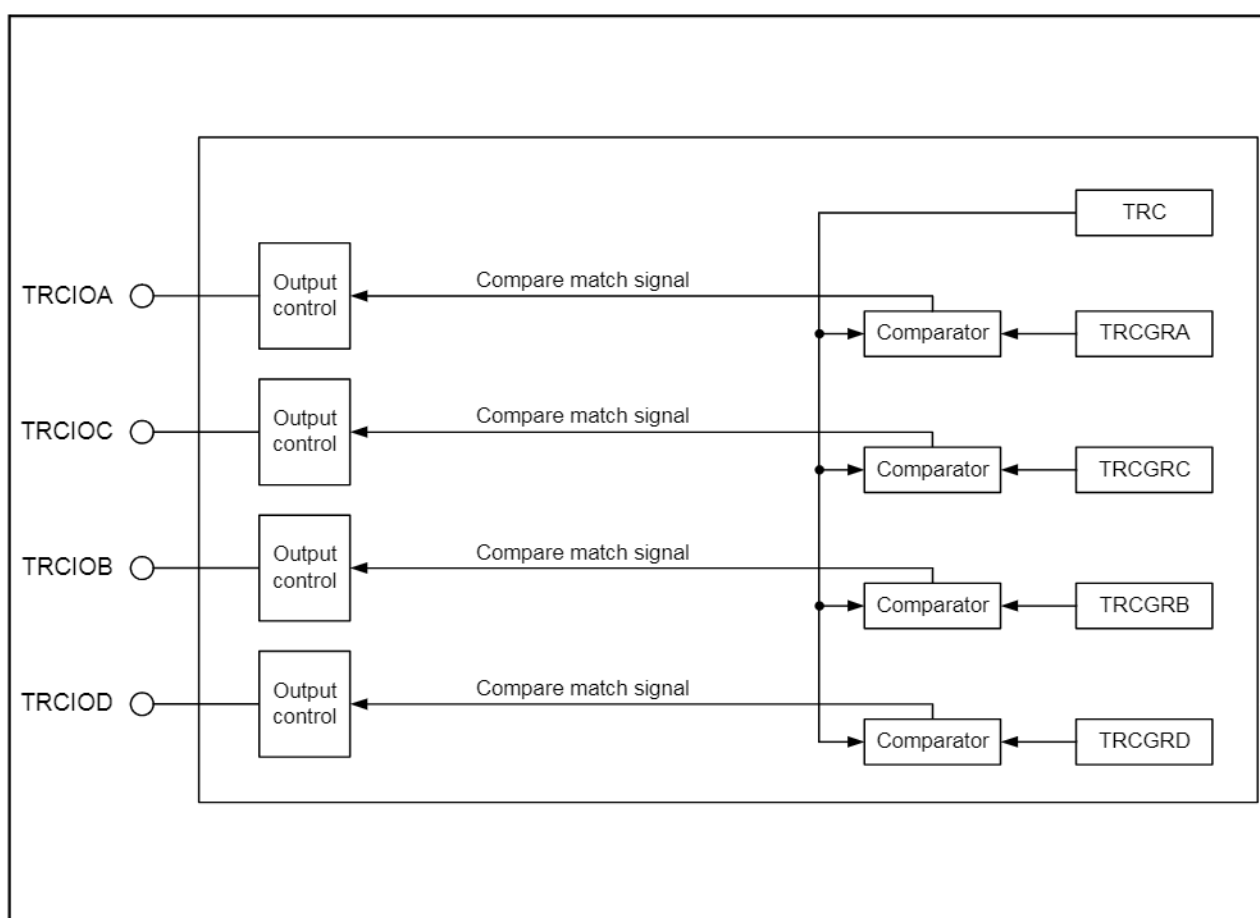 TRC
TRCIOA
Output
control
Compare match signal
Comparator
TRCGRA
TRCIOC
Output
control
Compare match signal
Comparator
TRCGRC
TRCIOB
Output
control
Compare match signal
Comparator
TRCGRB
TRCIOD
Output
control
Compare match signal
Comparator
TRCGRD